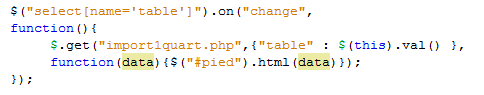 $("select[name='table']").on("change",
function(){
$.get("import1quart.php",{"table" : $(this).val() },
function(data){$("#pied").html(data)});
});